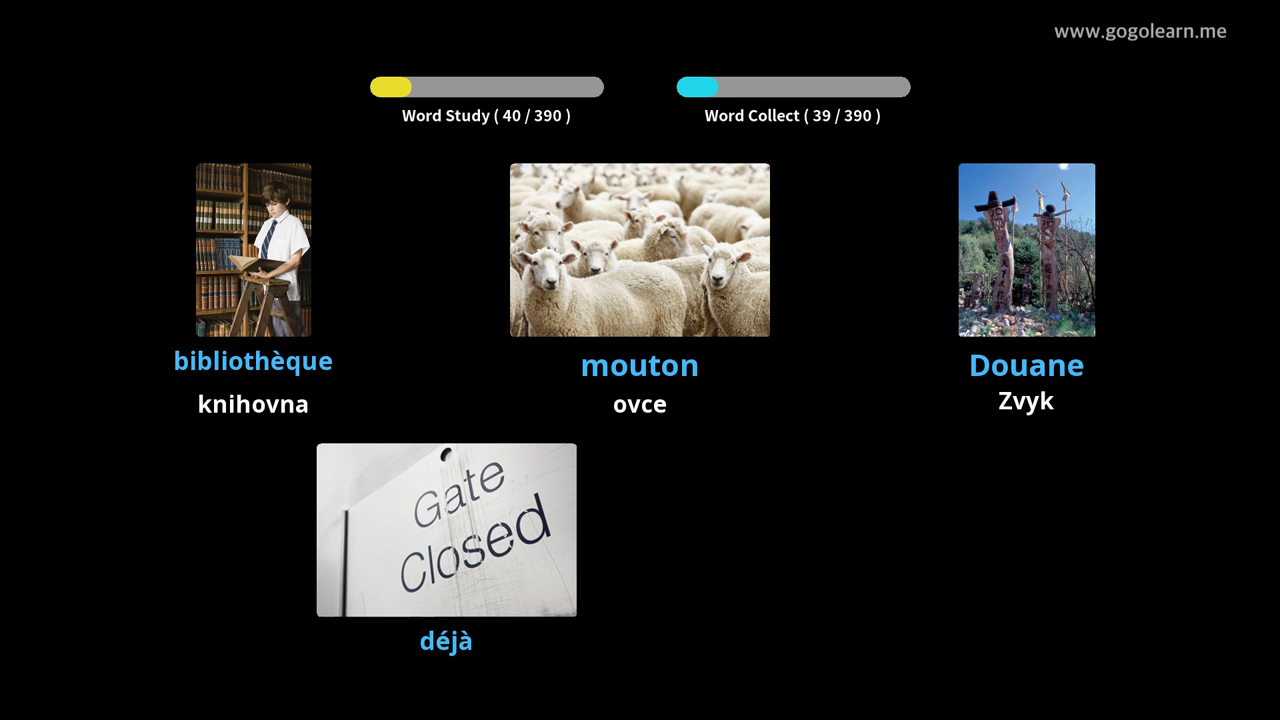 www.gogolearn.me
Word Study ( 40 / 390 )
Word Collect ( 39 / 390 )
bibliothèque
knihovna
mouton
ovce
Douane
Zvyk
Gate
Closed
déjà